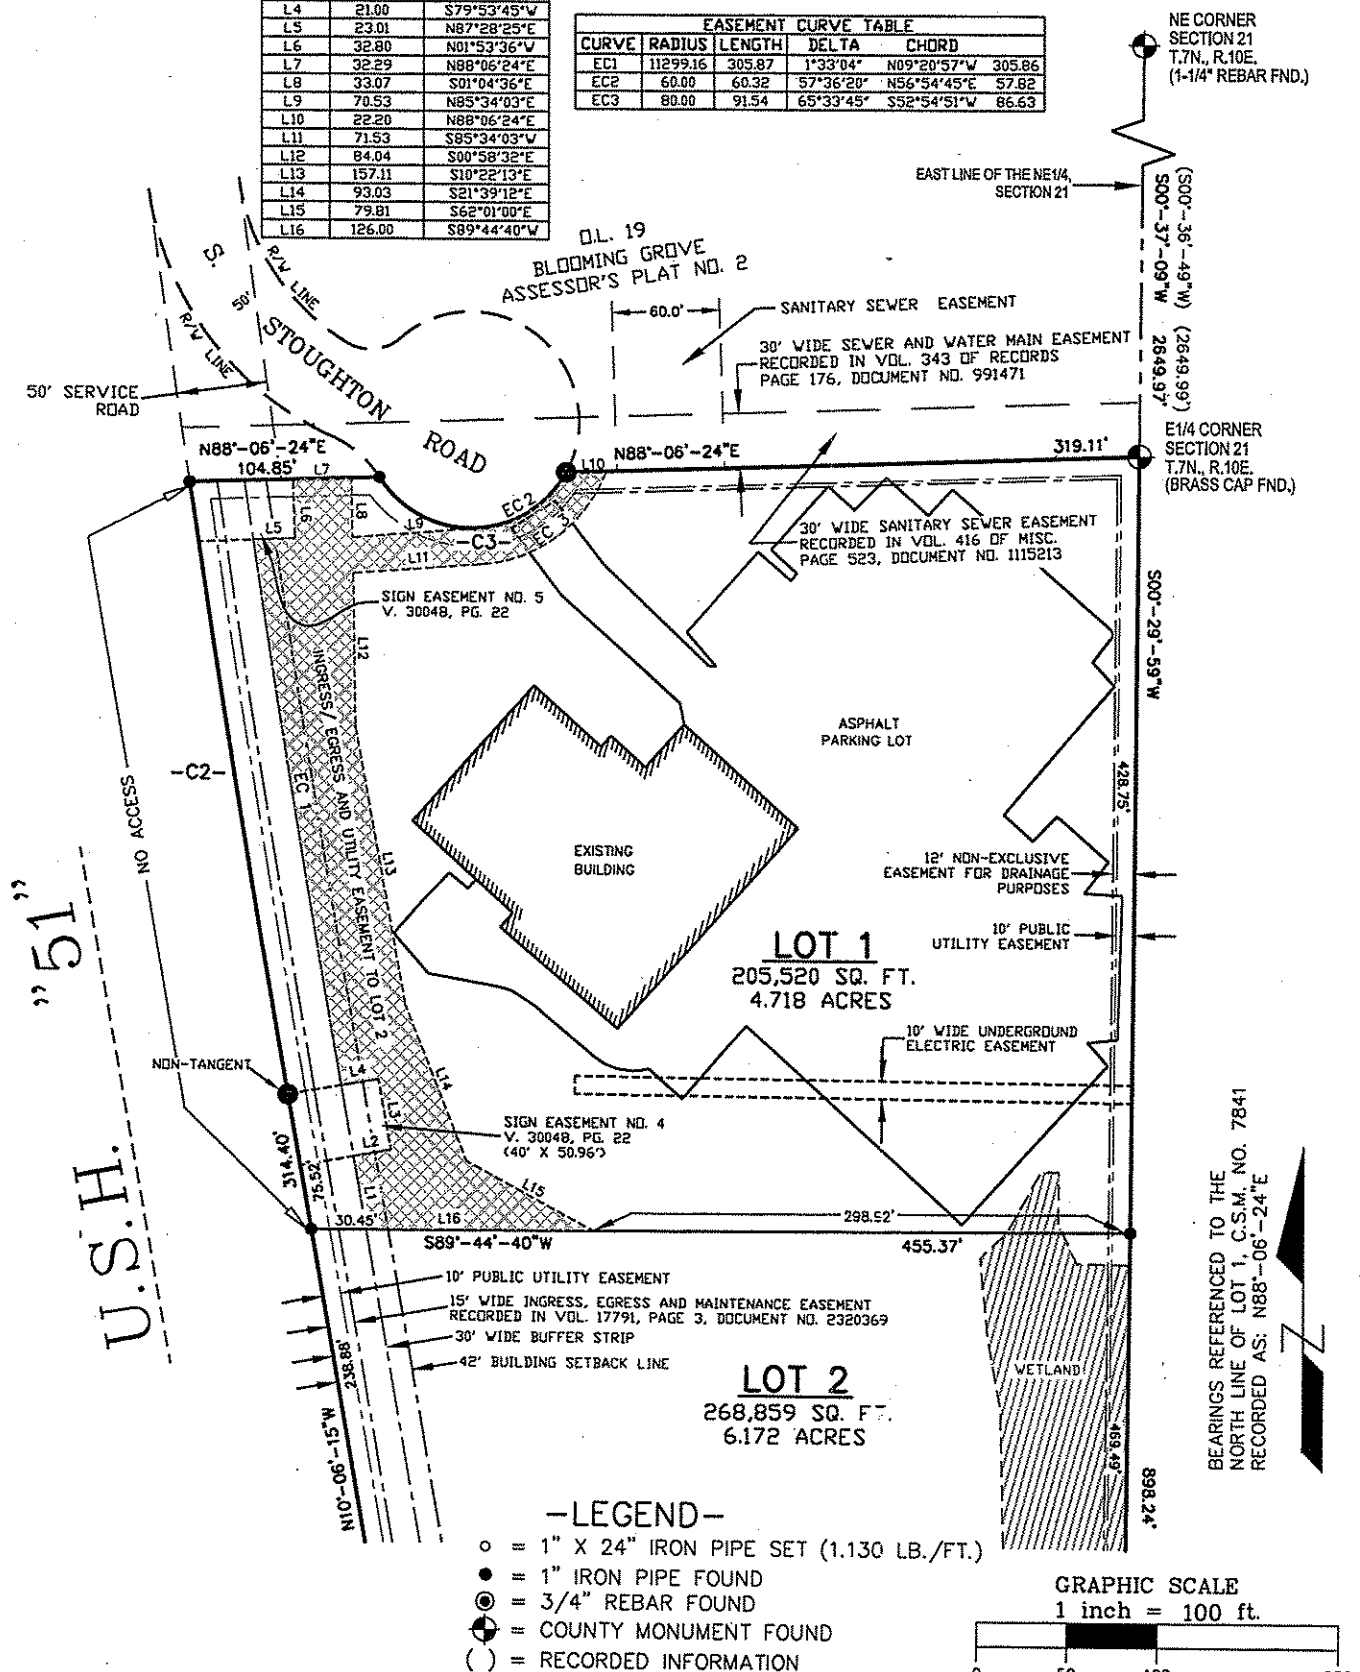 L4 21.00 S79°53'45"W
L5 23.01 N87°28'25"E
L6 32.80 N01°53'36"W
L7 32.29 N88°06'24"E
L8 33.07 S01°04'36"E
L9 70.53 N85°34'03"E
L10 22.20 N88°06'24"E
L11 71.53 S85°34'03"W
L12 84.04 S00°58'32"E
L13 157.11 S10°22'13"E
L14 93.03 S21°39'12"E
L15 79.81 S62°01'00"E
L16 126.00 S89°44'40"W
EASEMENT CURVE TABLE
CURVE RADIUS LENGTH DELTA CHORD
EC1 11299.16 305.87 1°33'04" N09°20'57"W 305.86
EC2 60.00 60.32 57°36'20" N56°54'45"E 57.82
EC3 80.00 91.54 65°33'45" S52°54'51"W 86.63
NE CORNER
SECTION 21
T.7N., R.10E.
(1-1/4" REBAR FND.)
EAST LINE OF THE NE1/4,
SECTION 21
(S00°-36'-49"W) (2649.99')
S00°-37'-09"W 2649.97'
O.L. 19
BLOOMING GROVE
ASSESSOR'S PLAT NO. 2
R/W LINE
R/W LINE
50'
S.
STOUGHTON
ROAD
60.0'
SANITARY SEWER EASEMENT
30' WIDE SEWER AND WATER MAIN EASEMENT
RECORDED IN VOL. 343 OF RECORDS
PAGE 176, DOCUMENT NO. 991471
50' SERVICE
ROAD
E1/4 CORNER
SECTION 21
T.7N., R.10E.
(BRASS CAP FND.)
N88°-06'-24"E
104.85'
L7
L10
N88°-06'-24"E
319.11'
L5
L6
L8
L9
EC2
EC 3
-C3-
L11
30' WIDE SANITARY SEWER EASEMENT
RECORDED IN VOL. 416 OF MISC.
PAGE 523, DOCUMENT NO. 1115213
SIGN EASEMENT NO. 5
V. 30048, PG. 22
L12
INGRESS/EGRESS AND UTILITY EASEMENT TO LOT 2
EC 1
S00°-29'-59"W
428.75'
ASPHALT
PARKING LOT
-C2-
NO ACCESS
L13
EXISTING
BUILDING
12' NON-EXCLUSIVE
EASEMENT FOR DRAINAGE
PURPOSES
10' PUBLIC
UTILITY EASEMENT
LOT 1
205,520 SQ. FT.
4.718 ACRES
U.S.H. "51"
10' WIDE UNDERGROUND
ELECTRIC EASEMENT
NON-TANGENT
L4
L3
L14
L2
L1
SIGN EASEMENT NO. 4
V. 30048, PG. 22
(40' X 50.96')
314.40'
75.52'
L15
30.45'
L16
298.52'
S89°-44'-40"W
455.37'
10' PUBLIC UTILITY EASEMENT
15' WIDE INGRESS, EGRESS AND MAINTENANCE EASEMENT
RECORDED IN VOL. 17791, PAGE 3, DOCUMENT NO. 2320369
30' WIDE BUFFER STRIP
42' BUILDING SETBACK LINE
238.88'
N10°-06'-15"W
LOT 2
268,859 SQ. FT.
6.172 ACRES
WETLAND
469.49'
898.24'
BEARINGS REFERENCED TO THE
NORTH LINE OF LOT 1, C.S.M. NO. 7841
RECORDED AS: N88°-06'-24"E
-LEGEND-
= 1" X 24" IRON PIPE SET (1.130 LB./FT.)
= 1" IRON PIPE FOUND
= 3/4" REBAR FOUND
= COUNTY MONUMENT FOUND
( ) = RECORDED INFORMATION
GRAPHIC SCALE
1 inch = 100 ft.